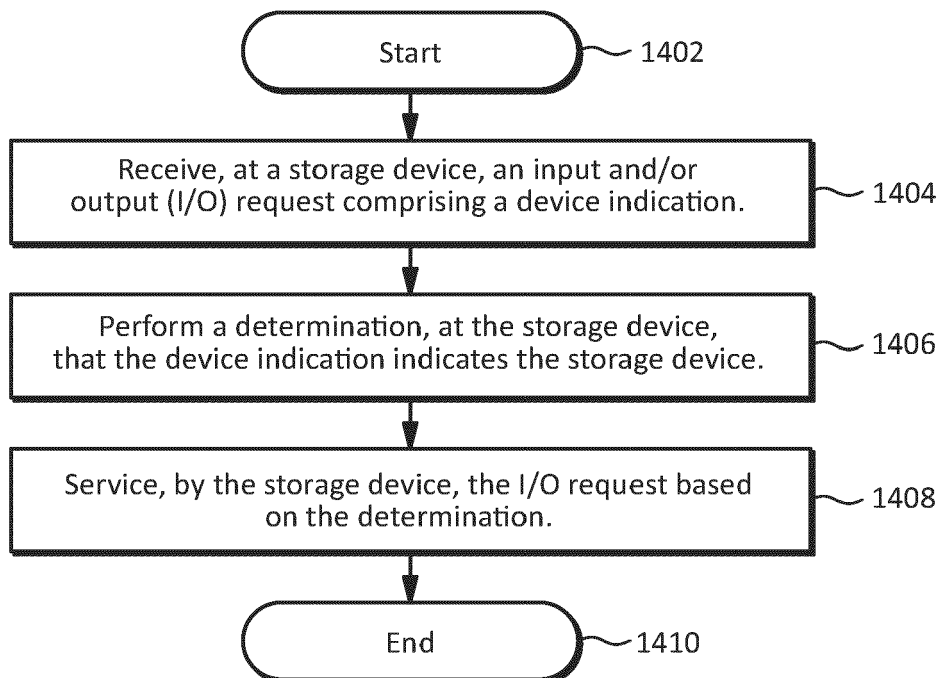 Start
1402
Receive, at a storage device, an input and/or
output (I/O) request comprising a device indication.
1404
Perform a determination, at the storage device,
that the device indication indicates the storage device.
1406
Service, by the storage device, the I/O request based
on the determination.
1408
End
1410